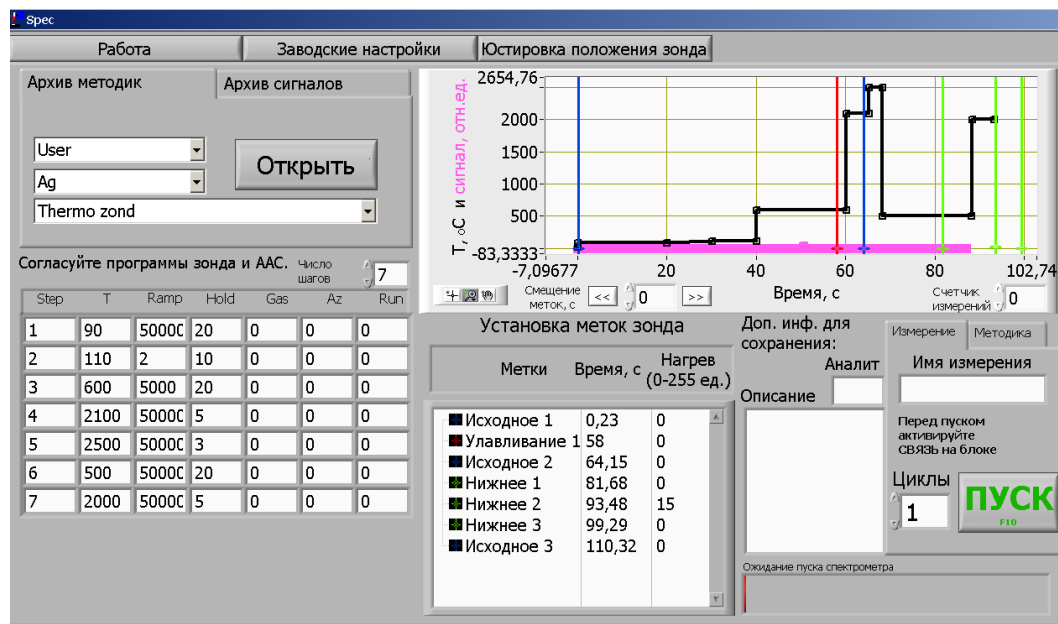 Spec
Работа
Заводские настройки
Юстировка положения зонда
Архив методик
Архив сигналов
User
Ag
Thermo zond
Открыть
Согласуйте программы зонда и ААС.
Число
шагов
7
Step T Ramp Hold Gas Az Run
1 90 50000 20 0 0 0
2 110 2 10 0 0 0
3 600 5000 20 0 0 0
4 2100 50000 5 0 0 0
5 2500 50000 3 0 0 0
6 500 50000 20 0 0 0
7 2000 50000 5 0 0 0
T, °C и сигнал, отн.ед.
2654,76
2000
1500
1000
500
-83,3333
-7,09677 20 40 60 80 102,74
Время, с
Смещение
меток, с
<< 0 >>
Счетчик
измерений
0
Установка меток зонда
Метки Время, с Нагрев
(0-255 ед.)
Исходное 1 0,23 0
Улавливание 1 58 0
Исходное 2 64,15 0
Нижнее 1 81,68 0
Нижнее 2 93,48 15
Нижнее 3 99,29 0
Исходное 3 110,32 0
Доп. инф. для
сохранения:
Аналит
Описание
Измерение
Методика
Имя измерения
Перед пуском
активируйте
СВЯЗЬ на блоке
Циклы
1
ПУСК
F10
Ожидание пуска спектрометра